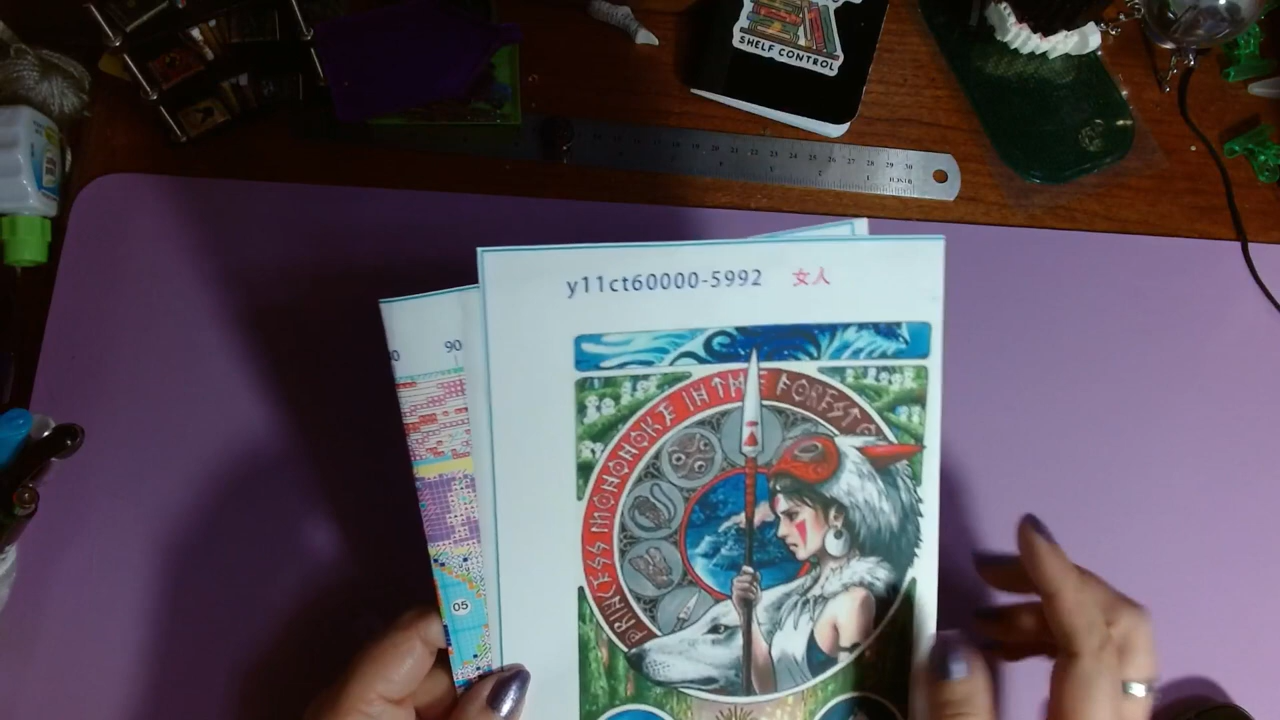 SHELF CONTROL
y11ct60000-5992 女人
PRINCESS MONONOKE IN THE FOREST
90
05